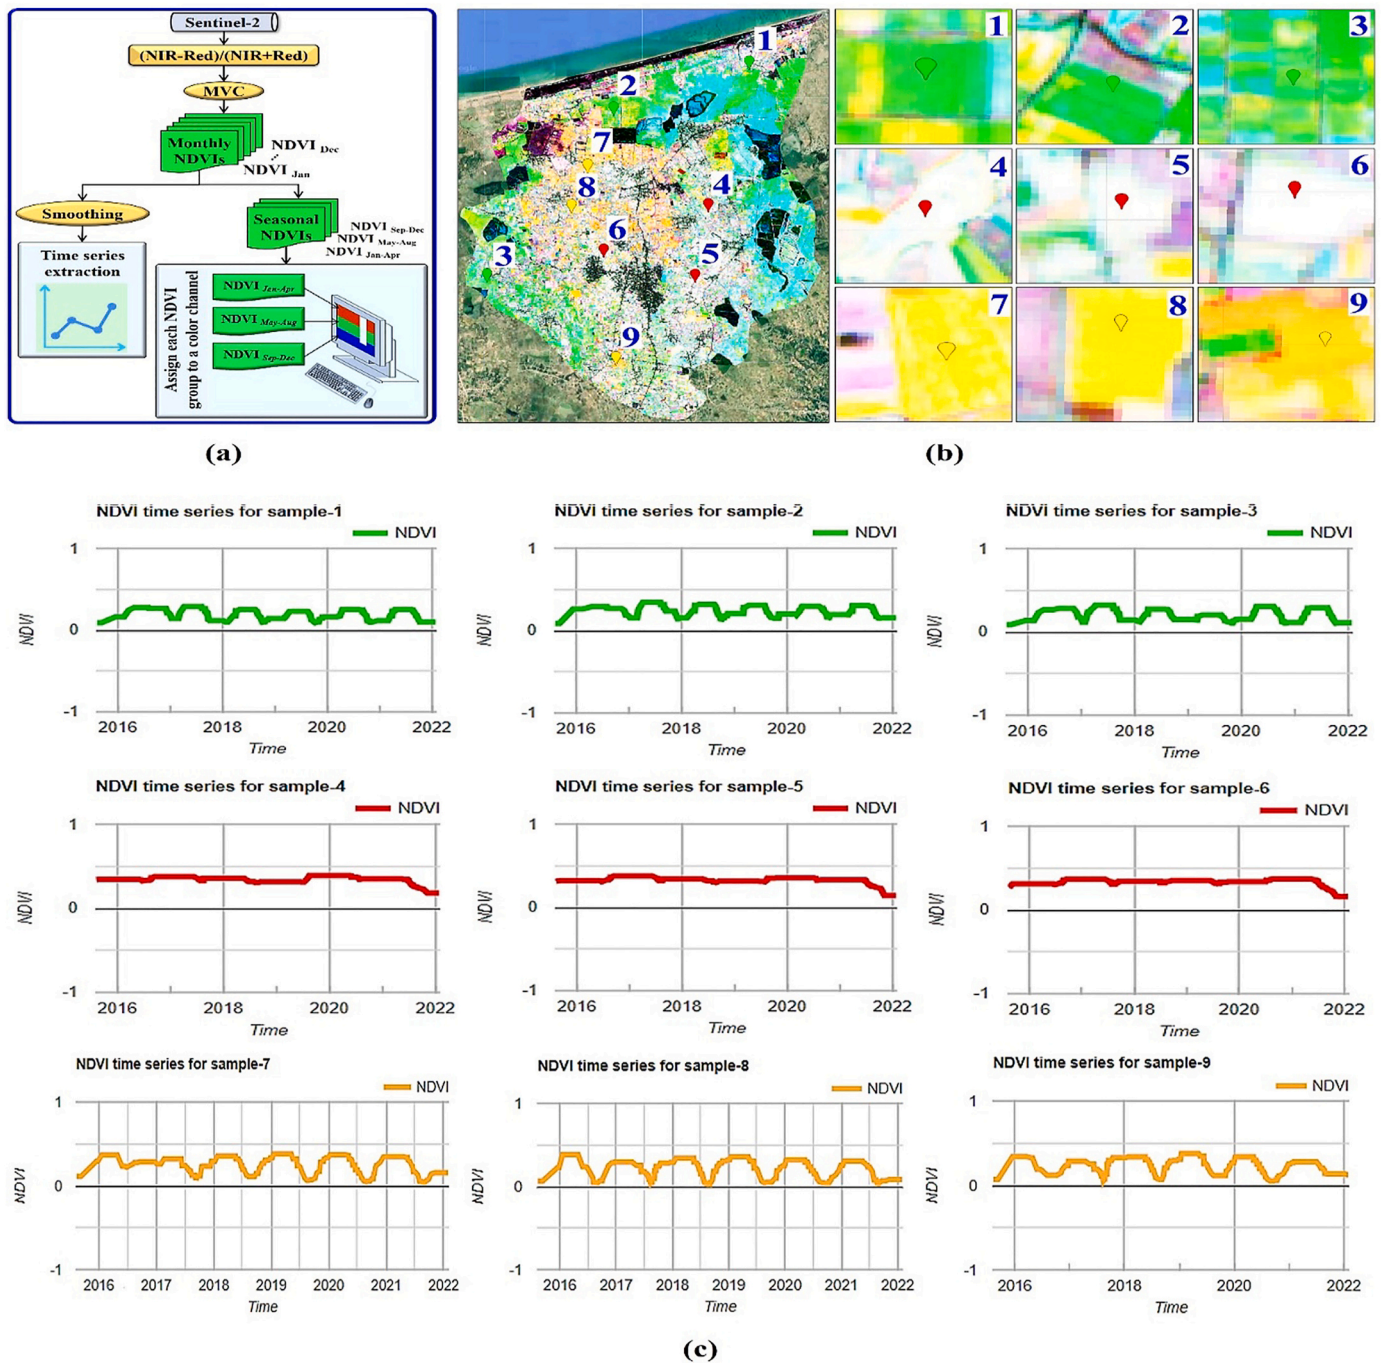 Sentinel-2
(NIR-Red)/(NIR+Red)
MVC
Monthly
NDVIs
NDVI Dec
NDVI Jan
Smoothing
Seasonal
NDVIs
NDVI Sep-Dec
NDVI May-Aug
NDVI Jan-Apr
Time series
extraction
Assign each NDVI
group to a color channel
NDVI Jan-Apr
NDVI May-Aug
NDVI Sep-Dec
(a)
1
2
7
8
4
6
3
5
9
1
2
3
4
5
6
7
8
9
(b)
NDVI time series for sample-1
NDVI
1
0
-1
NDVI
2016
2018
2020
2022
Time
NDVI time series for sample-2
NDVI
1
0
-1
NDVI
2016
2018
2020
2022
Time
NDVI time series for sample-3
NDVI
1
0
-1
NDVI
2016
2018
2020
2022
Time
NDVI time series for sample-4
NDVI
1
0
-1
NDVI
2016
2018
2020
2022
Time
NDVI time series for sample-5
NDVI
1
0
-1
NDVI
2016
2018
2020
2022
Time
NDVI time series for sample-6
NDVI
1
0
-1
NDVI
2016
2018
2020
2022
Time
NDVI time series for sample-7
NDVI
1
0
-1
NDVI
2016
2017
2018
2019
2020
2021
2022
Time
NDVI time series for sample-8
NDVI
1
0
-1
NDVI
2016
2017
2018
2019
2020
2021
2022
Time
NDVI time series for sample-9
NDVI
1
0
-1
NDVI
2016
2018
2020
2022
Time
(c)